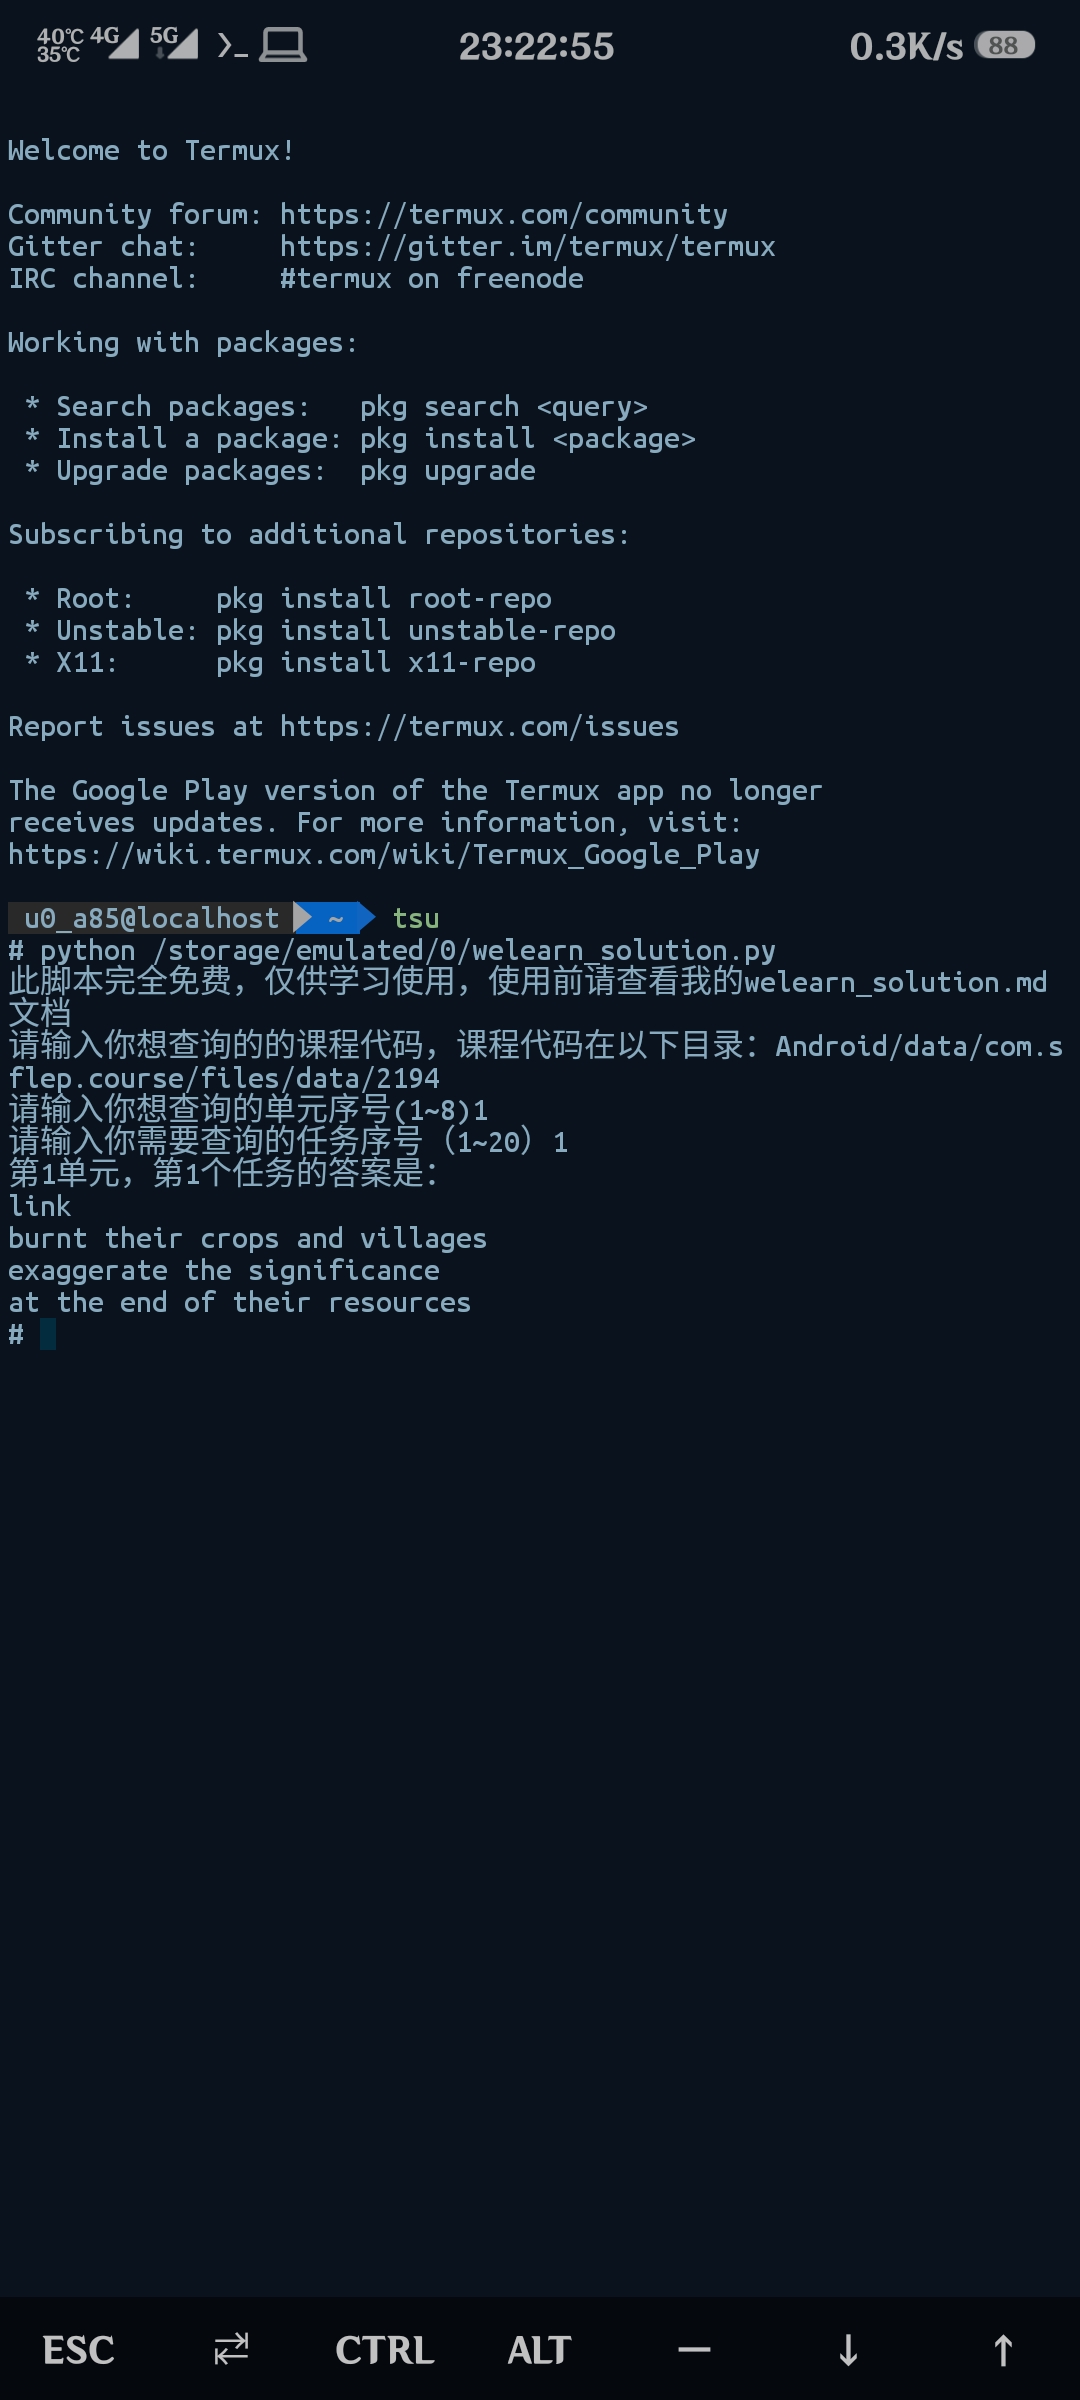 40℃ 4G 5G 23:22:55 0.3K/s 88
35℃
Welcome to Termux!
Community forum: https://termux.com/community
Gitter chat:     https://gitter.im/termux/termux
IRC channel:     #termux on freenode
Working with packages:
 * Search packages:   pkg search <query>
 * Install a package: pkg install <package>
 * Upgrade packages:  pkg upgrade
Subscribing to additional repositories:
 * Root:     pkg install root-repo
 * Unstable: pkg install unstable-repo
 * X11:      pkg install x11-repo
Report issues at https://termux.com/issues
The Google Play version of the Termux app no longer
receives updates. For more information, visit:
https://wiki.termux.com/wiki/Termux_Google_Play
u0_a85@localhost ~ tsu
# python /storage/emulated/0/welearn_solution.py
此脚本完全免费，仅供学习使用，使用前请查看我的welearn_solution.md
文档
请输入你想查询的的课程代码，课程代码在以下目录：Android/data/com.s
flep.course/files/data/2194
请输入你想查询的单元序号(1~8)1
请输入你需要查询的任务序号（1~20）1
第1单元，第1个任务的答案是：
link
burnt their crops and villages
exaggerate the significance
at the end of their resources
#
ESC ⇄ CTRL ALT — ↓ ↑